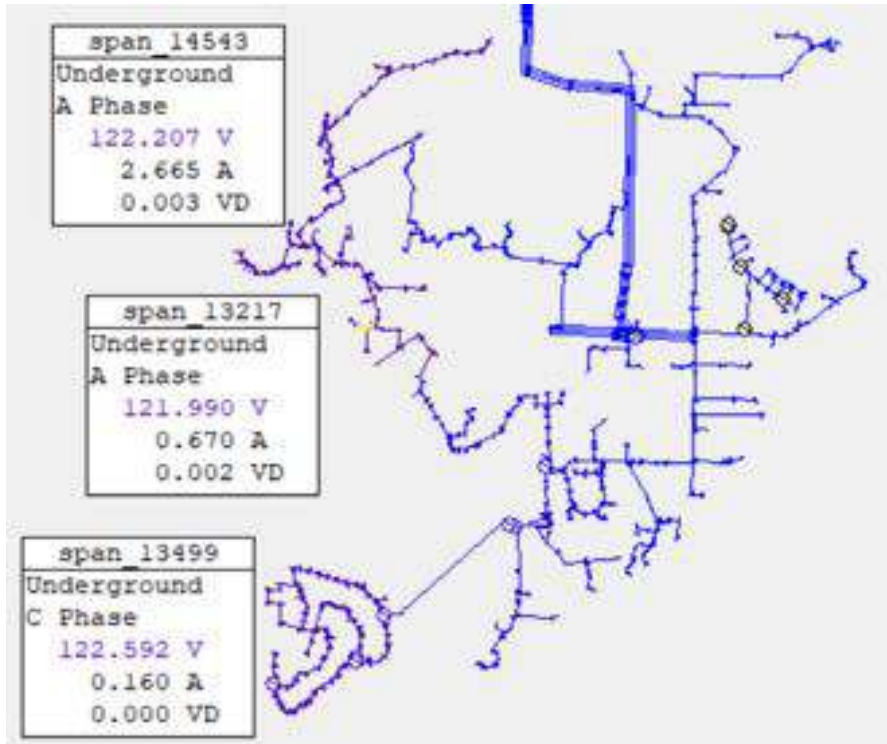 span_14543
Underground
A Phase
122.207 V
2.665 A
0.003 VD
span_13217
Underground
A Phase
121.990 V
0.670 A
0.002 VD
span_13499
Underground
C Phase
122.592 V
0.160 A
0.000 VD